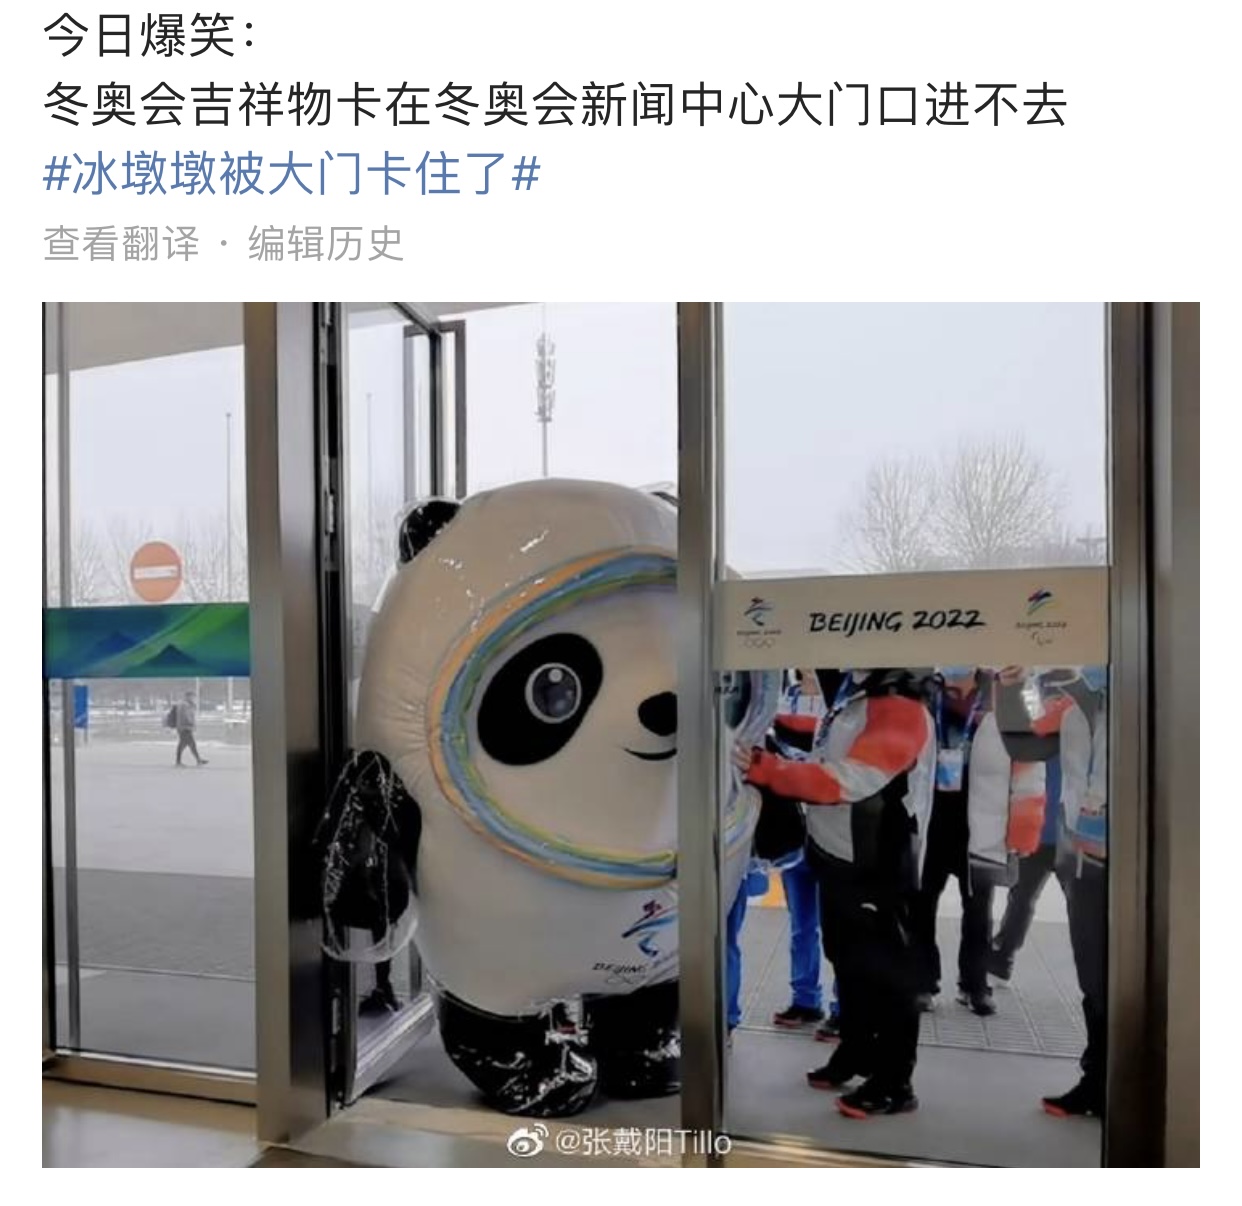 今日爆笑：
冬奥会吉祥物卡在冬奥会新闻中心大门口进不去
#冰墩墩被大门卡住了#
查看翻译 · 编辑历史
BEIJING 2022
@张戴阳Tillo